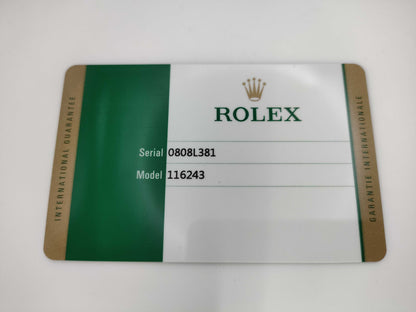 INTERNATIONAL GUARANTEE
ROLEX
Serial 0808L381
Model 116243
GARANTIE INTERNATIONALE